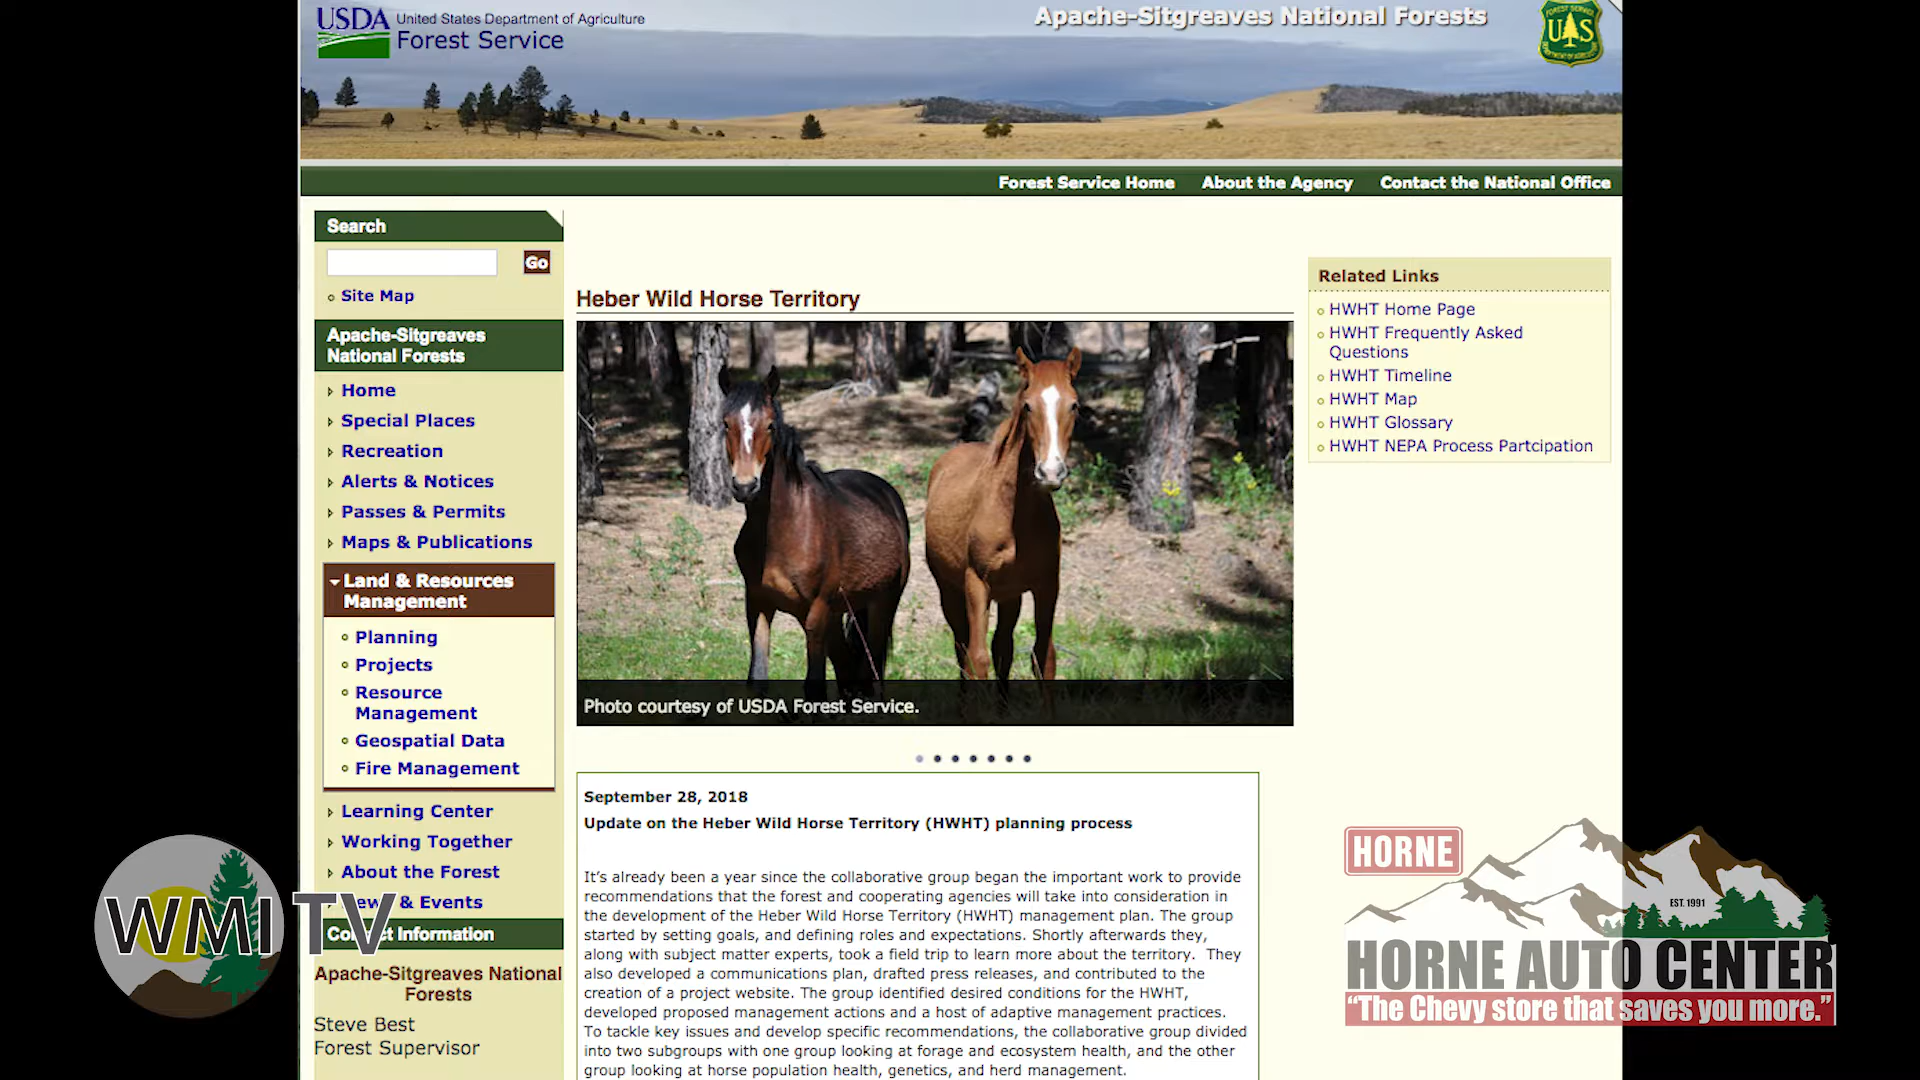 USDA
United States Department of Agriculture
Forest Service
Apache-Sitgreaves National Forests
FOREST SERVICE
U S
DEPARTMENT OF AGRICULTURE
Forest Service Home About the Agency Contact the National Office
Search
Go
Site Map
Apache-Sitgreaves
National Forests
Home
Special Places
Recreation
Alerts & Notices
Passes & Permits
Maps & Publications
Land & Resources
Management
Planning
Projects
Resource
Management
Geospatial Data
Fire Management
Learning Center
Working Together
About the Forest
& Events
Information
Apache-Sitgreaves National
Forests
Steve Best
Forest Supervisor
Heber Wild Horse Territory
Photo courtesy of USDA Forest Service.
September 28, 2018
Update on the Heber Wild Horse Territory (HWHT) planning process
It's already been a year since the collaborative group began the important work to provide
recommendations that the forest and cooperating agencies will take into consideration in
the development of the Heber Wild Horse Territory (HWHT) management plan. The group
started by setting goals, and defining roles and expectations. Shortly afterwards they,
along with subject matter experts, took a field trip to learn more about the territory. They
also developed a communications plan, drafted press releases, and contributed to the
creation of a project website. The group identified desired conditions for the HWHT,
developed proposed management actions and a host of adaptive management practices.
To tackle key issues and develop specific recommendations, the collaborative group divided
into two subgroups with one group looking at forage and ecosystem health, and the other
group looking at horse population health, genetics, and herd management.
Related Links
HWHT Home Page
HWHT Frequently Asked
Questions
HWHT Timeline
HWHT Map
HWHT Glossary
HWHT NEPA Process Partcipation
WMI TV
HORNE
EST. 1991
HORNE AUTO CENTER
"The Chevy store that saves you more."